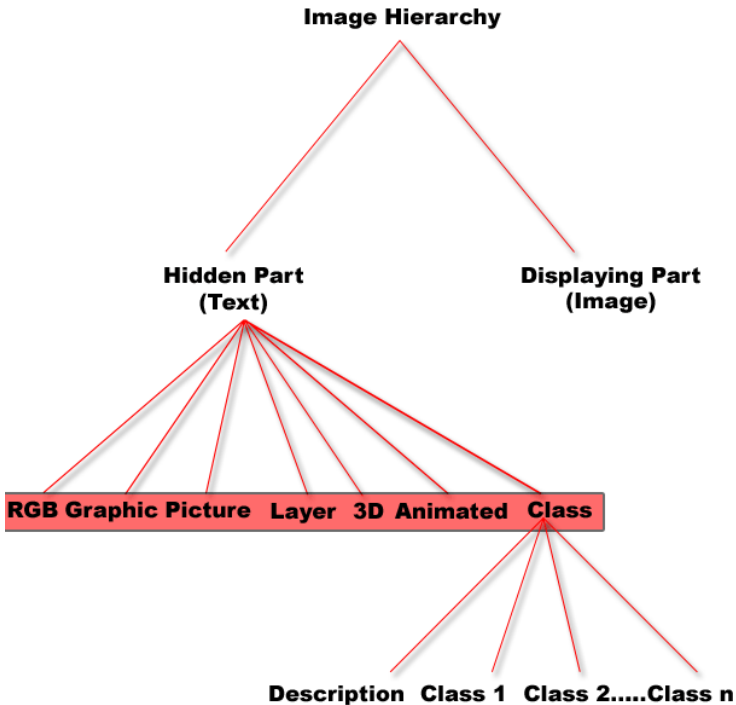 Image Hierarchy
Hidden Part
(Text)
Displaying Part
(Image)
RGB Graphic Picture Layer 3D Animated Class
Description Class 1 Class 2.....Class n